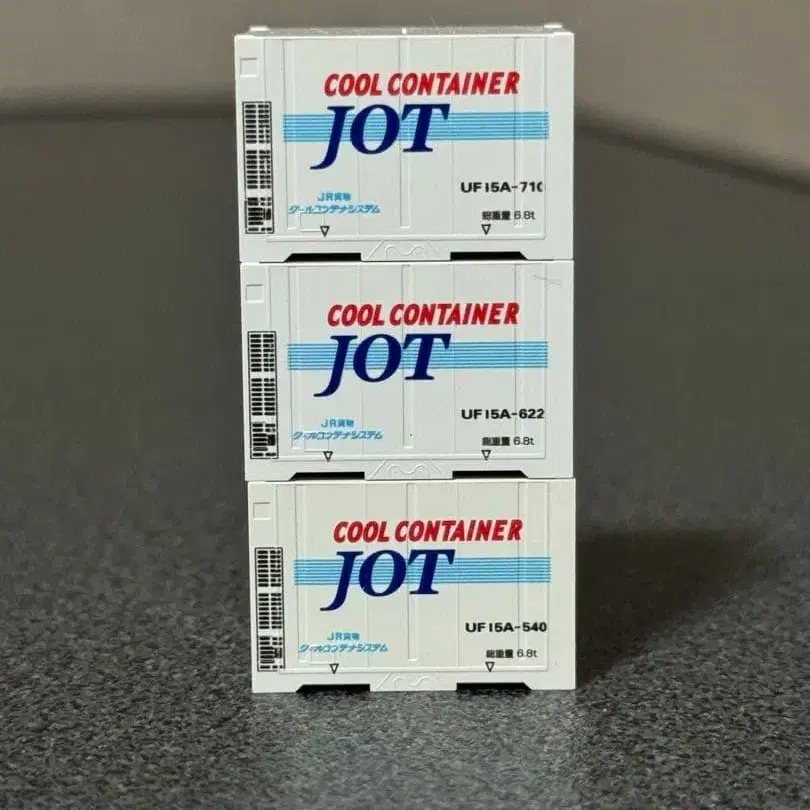 COOL CONTAINER
JOT
UF15A-710
JR貨物
クールコンテナシステム
総重量 6.8t
COOL CONTAINER
JOT
UF15A-622
JR貨物
クールコンテナシステム
総重量 6.8t
COOL CONTAINER
JOT
UF15A-540
JR貨物
クールコンテナシステム
総重量 6.8t